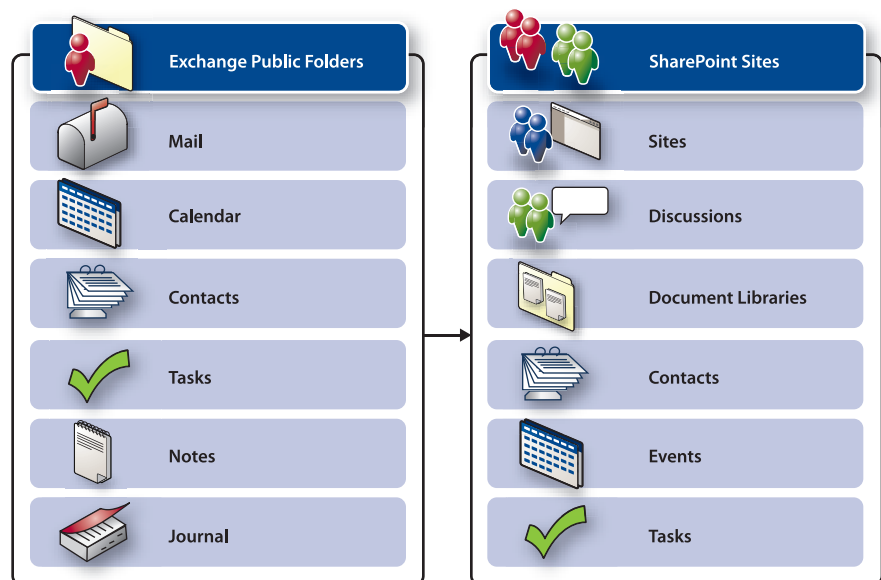 Exchange Public Folders
Mail
Calendar
Contacts
Tasks
Notes
Journal
SharePoint Sites
Sites
Discussions
Document Libraries
Contacts
Events
Tasks